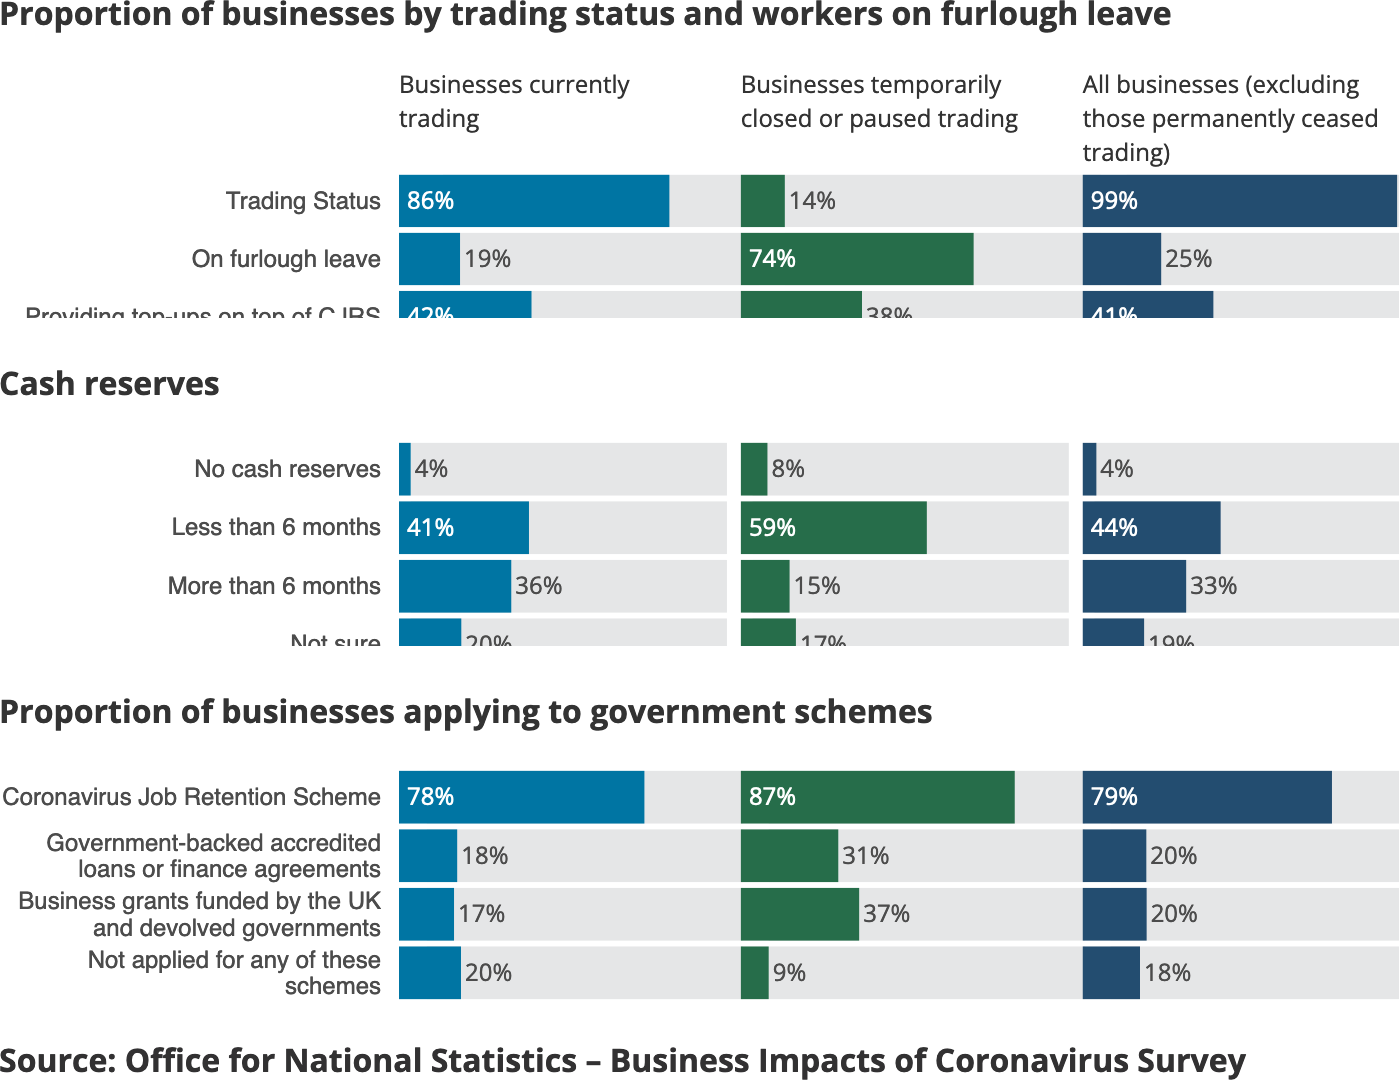 Proportion of businesses by trading status and workers on furlough leave
Businesses currently
trading
Businesses temporarily
closed or paused trading
All businesses (excluding
those permanently ceased
trading)
Trading Status
86%
14%
99%
On furlough leave
19%
74%
25%
Providing top-ups on top of CJRS
42%
38%
41%
Cash reserves
No cash reserves
4%
8%
4%
Less than 6 months
41%
59%
44%
More than 6 months
36%
15%
33%
Not sure
20%
17%
19%
Proportion of businesses applying to government schemes
Coronavirus Job Retention Scheme
78%
87%
79%
Government-backed accredited
loans or finance agreements
18%
31%
20%
Business grants funded by the UK
and devolved governments
17%
37%
20%
Not applied for any of these
schemes
20%
9%
18%
Source: Office for National Statistics – Business Impacts of Coronavirus Survey